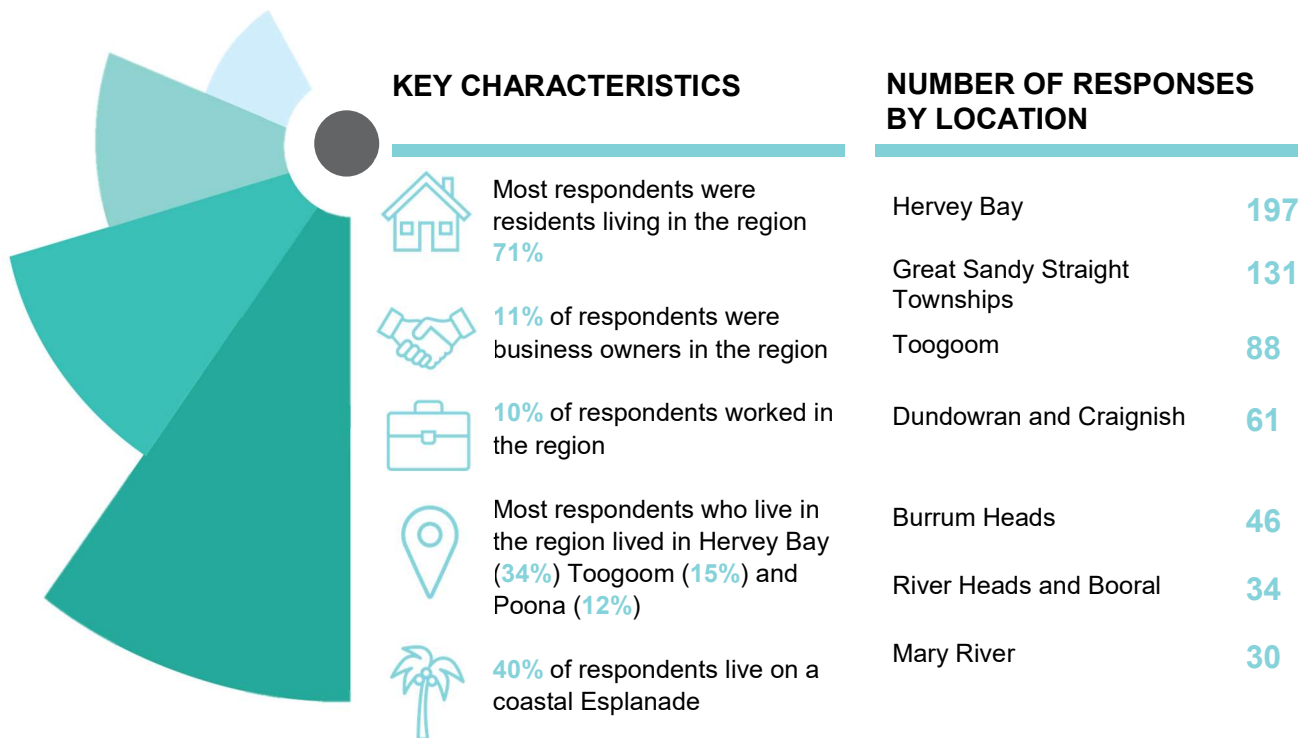 KEY CHARACTERISTICS
Most respondents were
residents living in the region
71%
11% of respondents were
business owners in the region
10% of respondents worked in
the region
Most respondents who live in
the region lived in Hervey Bay
(34%) Toogoom (15%) and
Poona (12%)
40% of respondents live on a
coastal Esplanade
NUMBER OF RESPONSES
BY LOCATION
Hervey Bay 197
Great Sandy Straight 131
Townships
Toogoom 88
Dundowran and Craignish 61
Burrum Heads 46
River Heads and Booral 34
Mary River 30